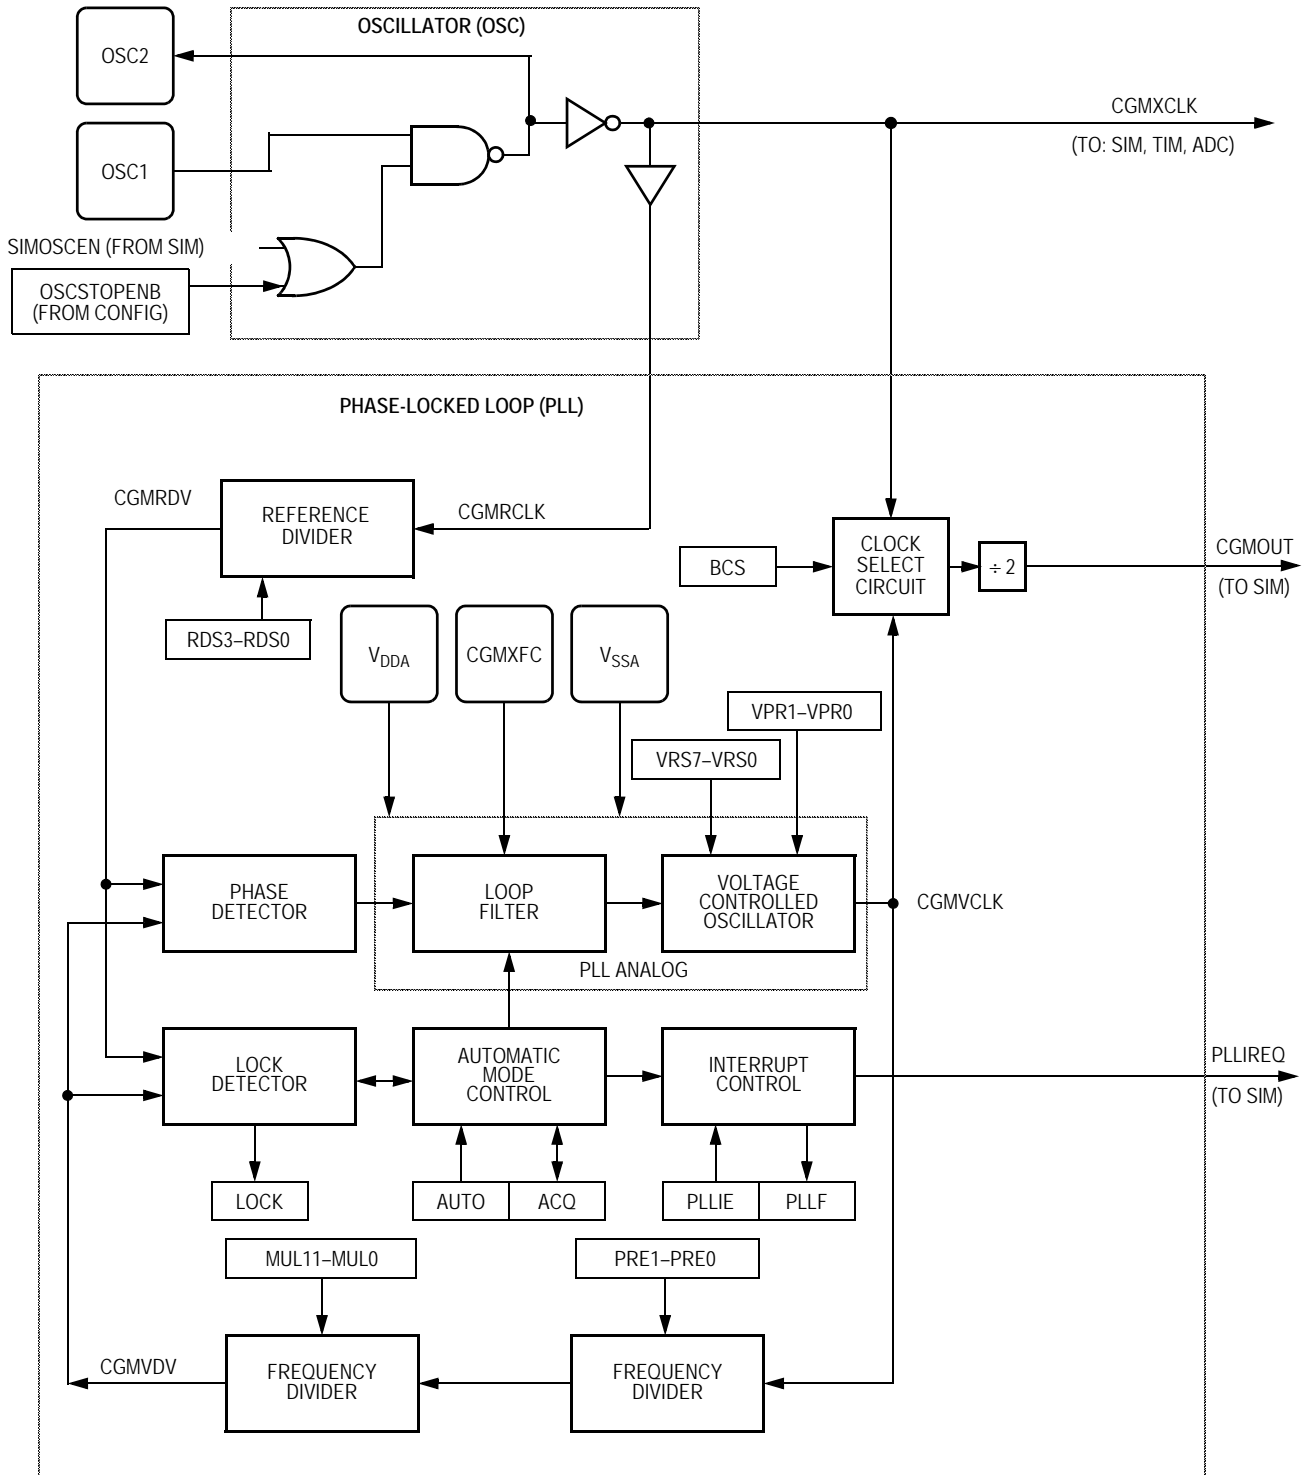 OSCILLATOR (OSC)
OSC2
CGMXCLK
(TO: SIM, TIM, ADC)
OSC1
SIMOSCEN (FROM SIM)
OSCSTOPENB
(FROM CONFIG)
PHASE-LOCKED LOOP (PLL)
CGMRDV
REFERENCE
DIVIDER
CGMRCLK
CLOCK
SELECT
CIRCUIT
BCS
÷ 2
CGMOUT
(TO SIM)
RDS3–RDS0
VDDA
CGMXFC
VSSA
VPR1–VPR0
VRS7–VRS0
PHASE
DETECTOR
LOOP
FILTER
VOLTAGE
CONTROLLED
OSCILLATOR
CGMVCLK
PLL ANALOG
LOCK
DETECTOR
AUTOMATIC
MODE
CONTROL
INTERRUPT
CONTROL
PLLIREQ
(TO SIM)
LOCK
AUTO
ACQ
PLLIE
PLLF
MUL11–MUL0
PRE1–PRE0
CGMVDV
FREQUENCY
DIVIDER
FREQUENCY
DIVIDER